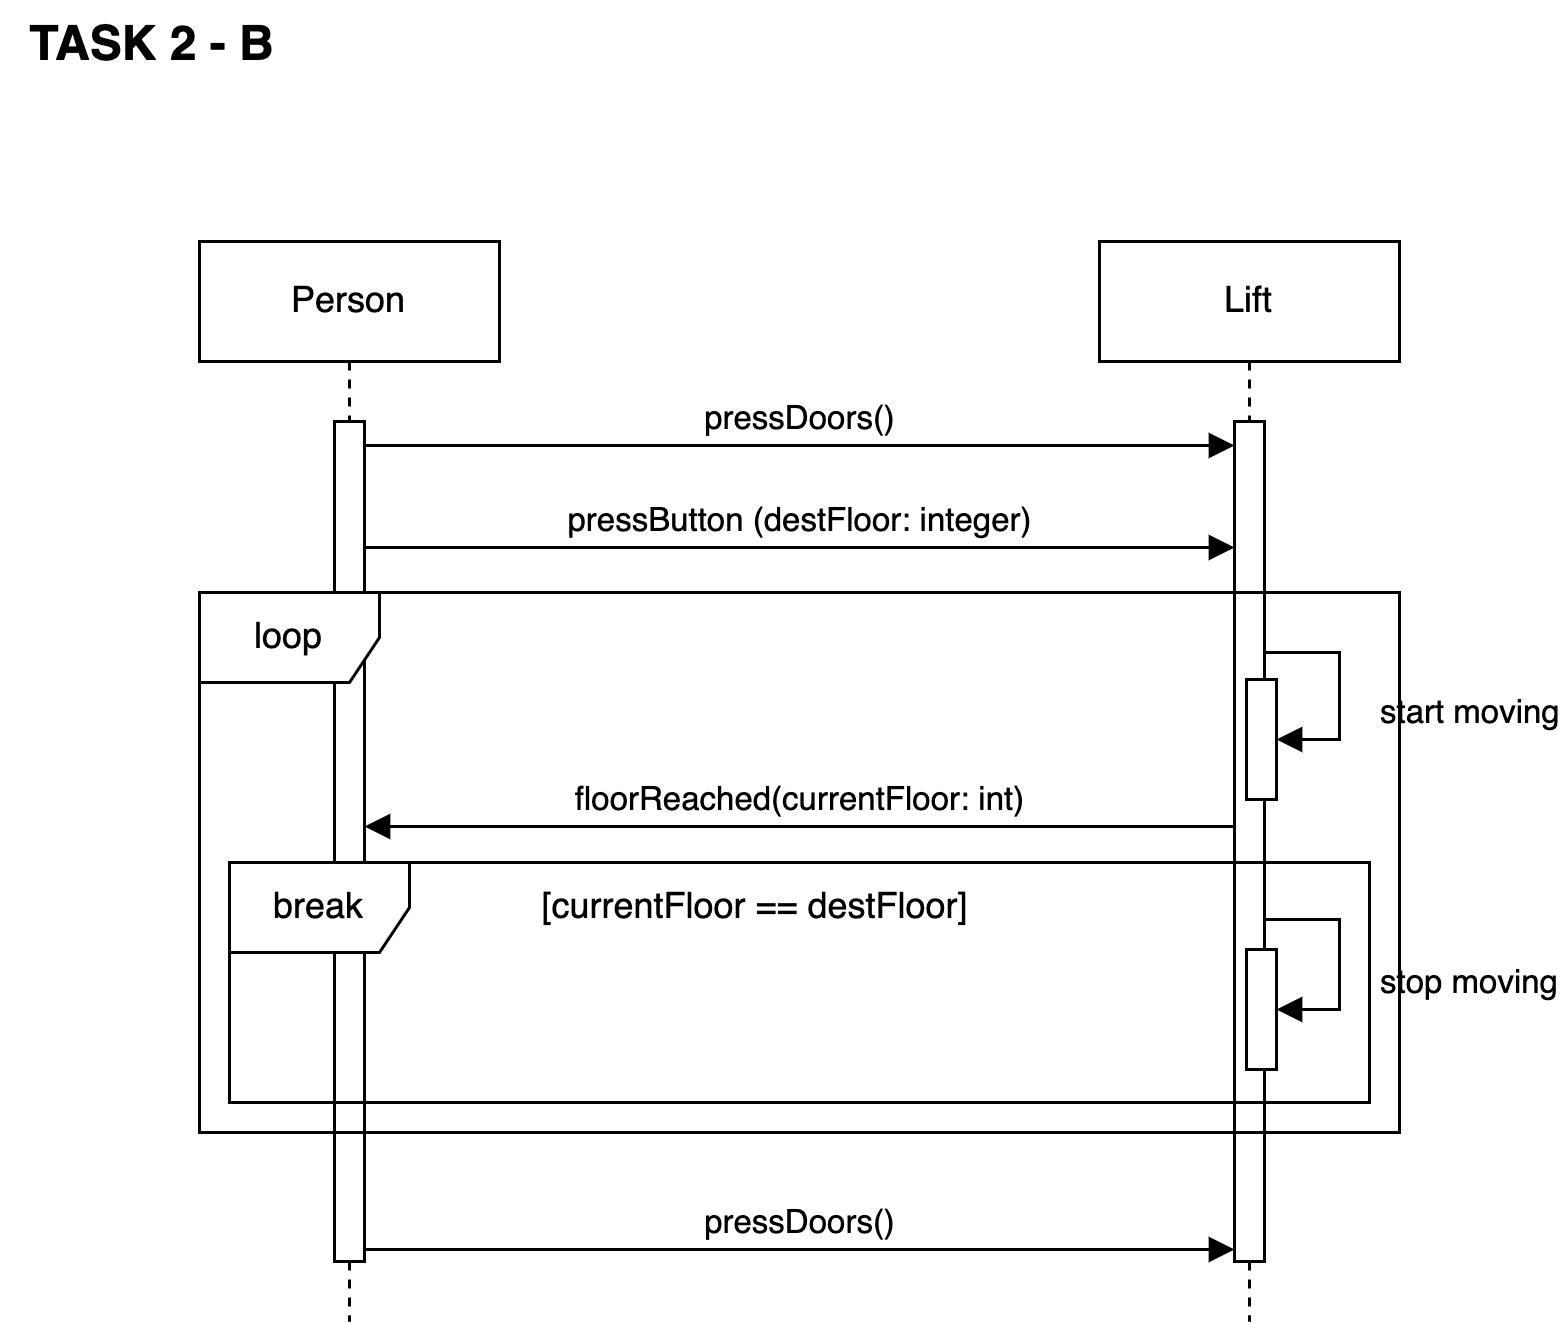 TASK 2 - B
Person
Lift
pressDoors()
pressButton (destFloor: integer)
loop
start moving
floorReached(currentFloor: int)
break
[currentFloor == destFloor]
stop moving
pressDoors()